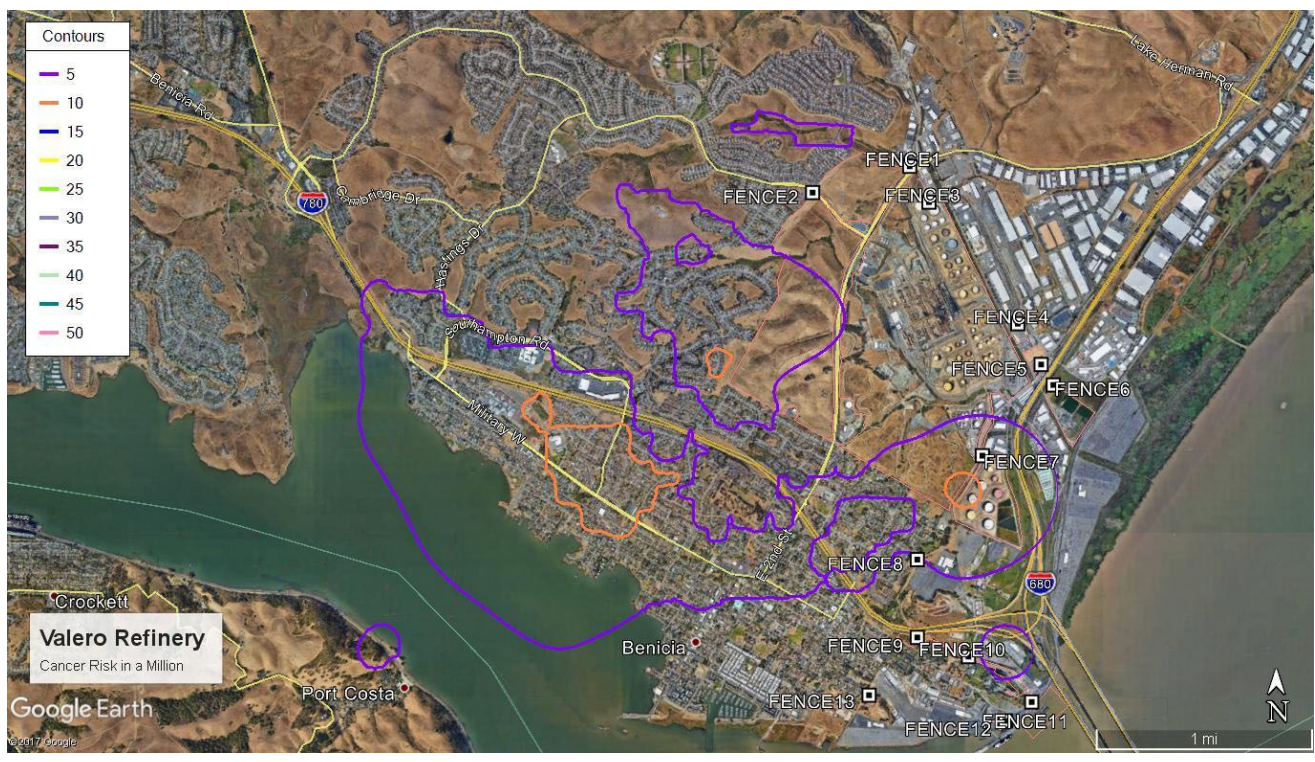 Contours
5
10
15
20
25
30
35
40
45
50
Benicia Rd
Lake Herman Rd
780
Cambriege Dr
Hastings Dr
Southampton Rd
Military W
E 2nd St
FENCE1
FENCE2
FENCE3
FENCE4
FENCE5
FENCE6
FENCE7
FENCE8
680
FENCE9
FENCE10
FENCE13
FENCE12
FENCE11
Benicia
Crockett
Port Costa
Valero Refinery
Cancer Risk in a Million
Google Earth
©2017 Google
N
1 mi